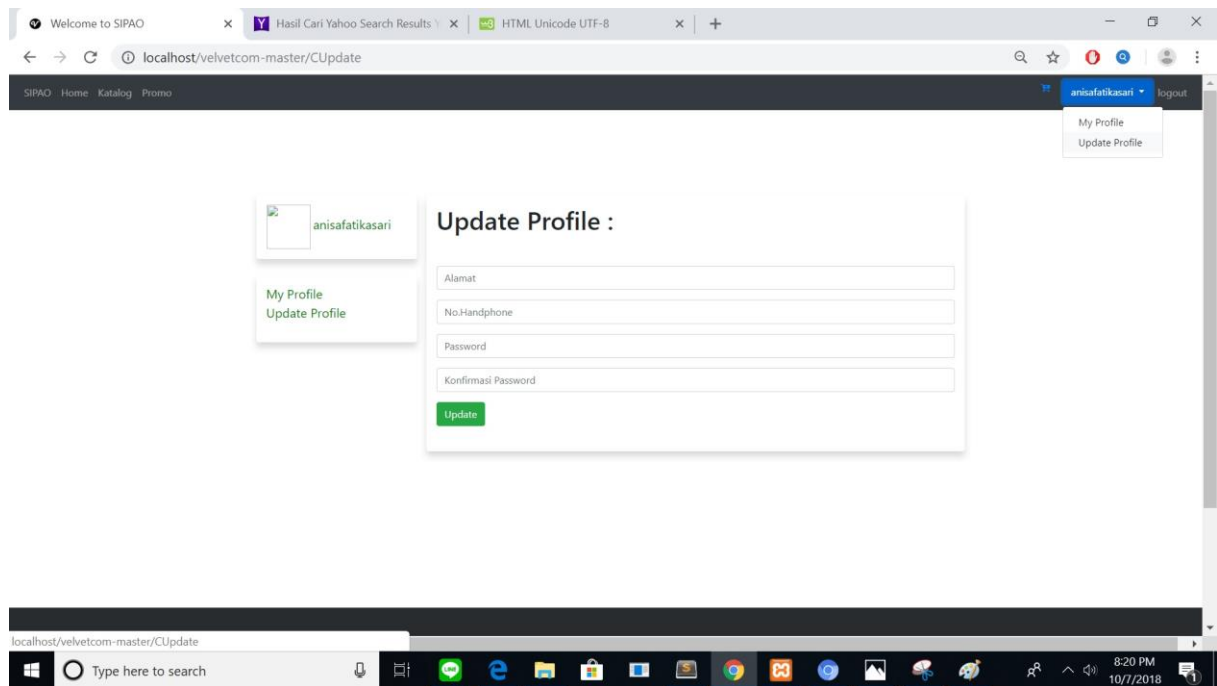 Welcome to SIPAO
Hasil Cari Yahoo Search Results
HTML Unicode UTF-8
localhost/velvetcom-master/CUpdate
SIPAO Home Katalog Promo
anisafatikasari logout
My Profile
Update Profile
anisafatikasari
My Profile
Update Profile
Update Profile :
Alamat
No.Handphone
Password
Konfirmasi Password
Update
localhost/velvetcom-master/CUpdate
Type here to search
LINE
8:20 PM
10/7/2018
1